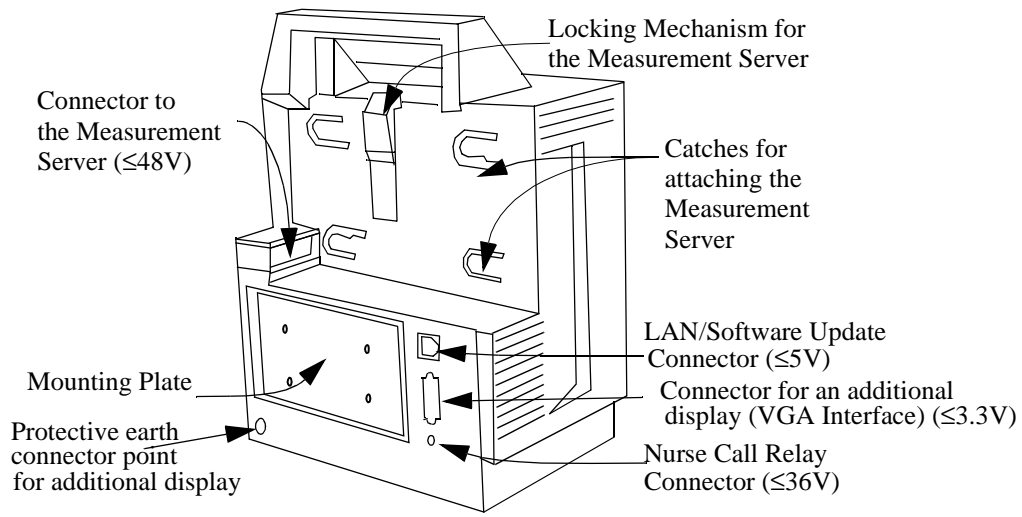 Locking Mechanism for
the Measurement Server
Connector to
the Measurement
Server (≤48V)
Catches for
attaching the
Measurement
Server
LAN/Software Update
Connector (≤5V)
Mounting Plate
Connector for an additional
display (VGA Interface) (≤3.3V)
Protective earth
connector point
for additional display
Nurse Call Relay
Connector (≤36V)